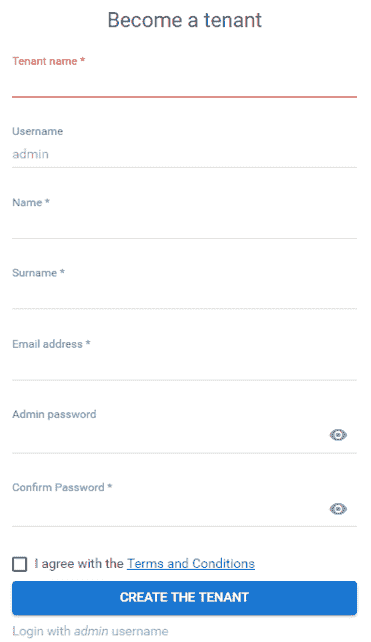 Become a tenant
Tenant name *
Username
admin
Name *
Surname *
Email address *
Admin password
Confirm Password *
I agree with the Terms and Conditions
CREATE THE TENANT
Login with admin username